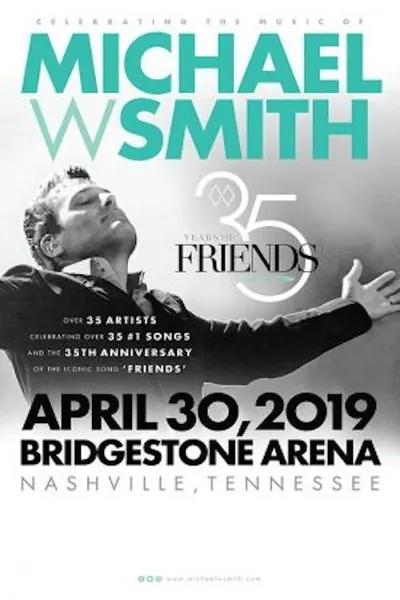 CELEBRATING THE MUSIC OF
MICHAEL
W SMITH
35
YEARS OF
FRIENDS
OVER 35 ARTISTS
CELEBRATING OVER 35 #1 SONGS
AND THE 35TH ANNIVERSARY
OF THE ICONIC SONG 'FRIENDS'
APRIL 30, 2019
BRIDGESTONE ARENA
NASHVILLE, TENNESSEE
www.michaelwsmith.com